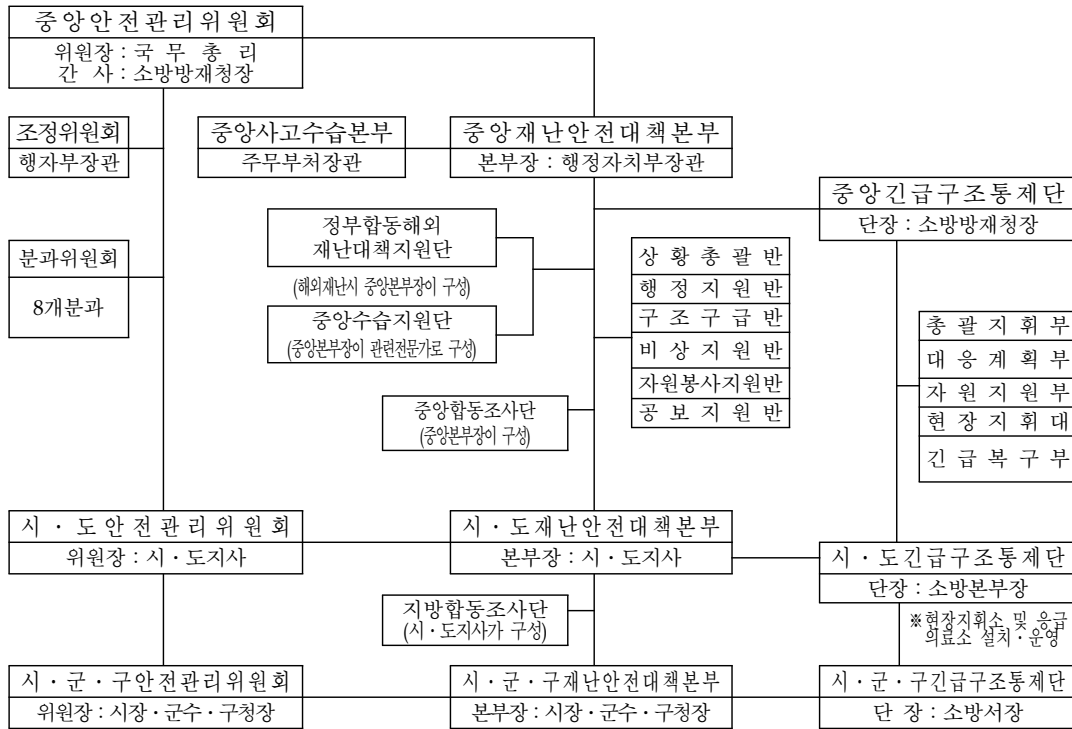 중앙안전관리위원회
위원장 : 국 무 총 리
간 사 : 소방방재청장
조정위원회
행자부장관
중앙사고수습본부
주무부처장관
중앙재난안전대책본부
본부장 : 행정자치부장관
중앙긴급구조통제단
단장 : 소방방재청장
분과위원회
8개분과
정부합동해외
재난대책지원단
(해외재난시 중앙본부장이 구성)
중앙수습지원단
(중앙본부장이 관련전문가로 구성)
상 황 총 괄 반
행 정 지 원 반
구 조 구 급 반
비 상 지 원 반
자원봉사지원반
공 보 지 원 반
총 괄 지 휘 부
대 응 계 획 부
자 원 지 원 부
현 장 지 휘 대
긴 급 복 구 부
중앙합동조사단
(중앙본부장이 구성)
시 · 도안전관리위원회
위원장 : 시 · 도지사
시 · 도재난안전대책본부
본부장 : 시 · 도지사
시 · 도긴급구조통제단
단장 : 소방본부장
지방합동조사단
(시 · 도지사가 구성)
※현장지휘소 및 응급
의료소 설치 · 운영
시 · 군 · 구안전관리위원회
위원장 : 시장 · 군수 · 구청장
시 · 군 · 구재난안전대책본부
본부장 : 시장 · 군수 · 구청장
시 · 군 · 구긴급구조통제단
단 장 : 소방서장